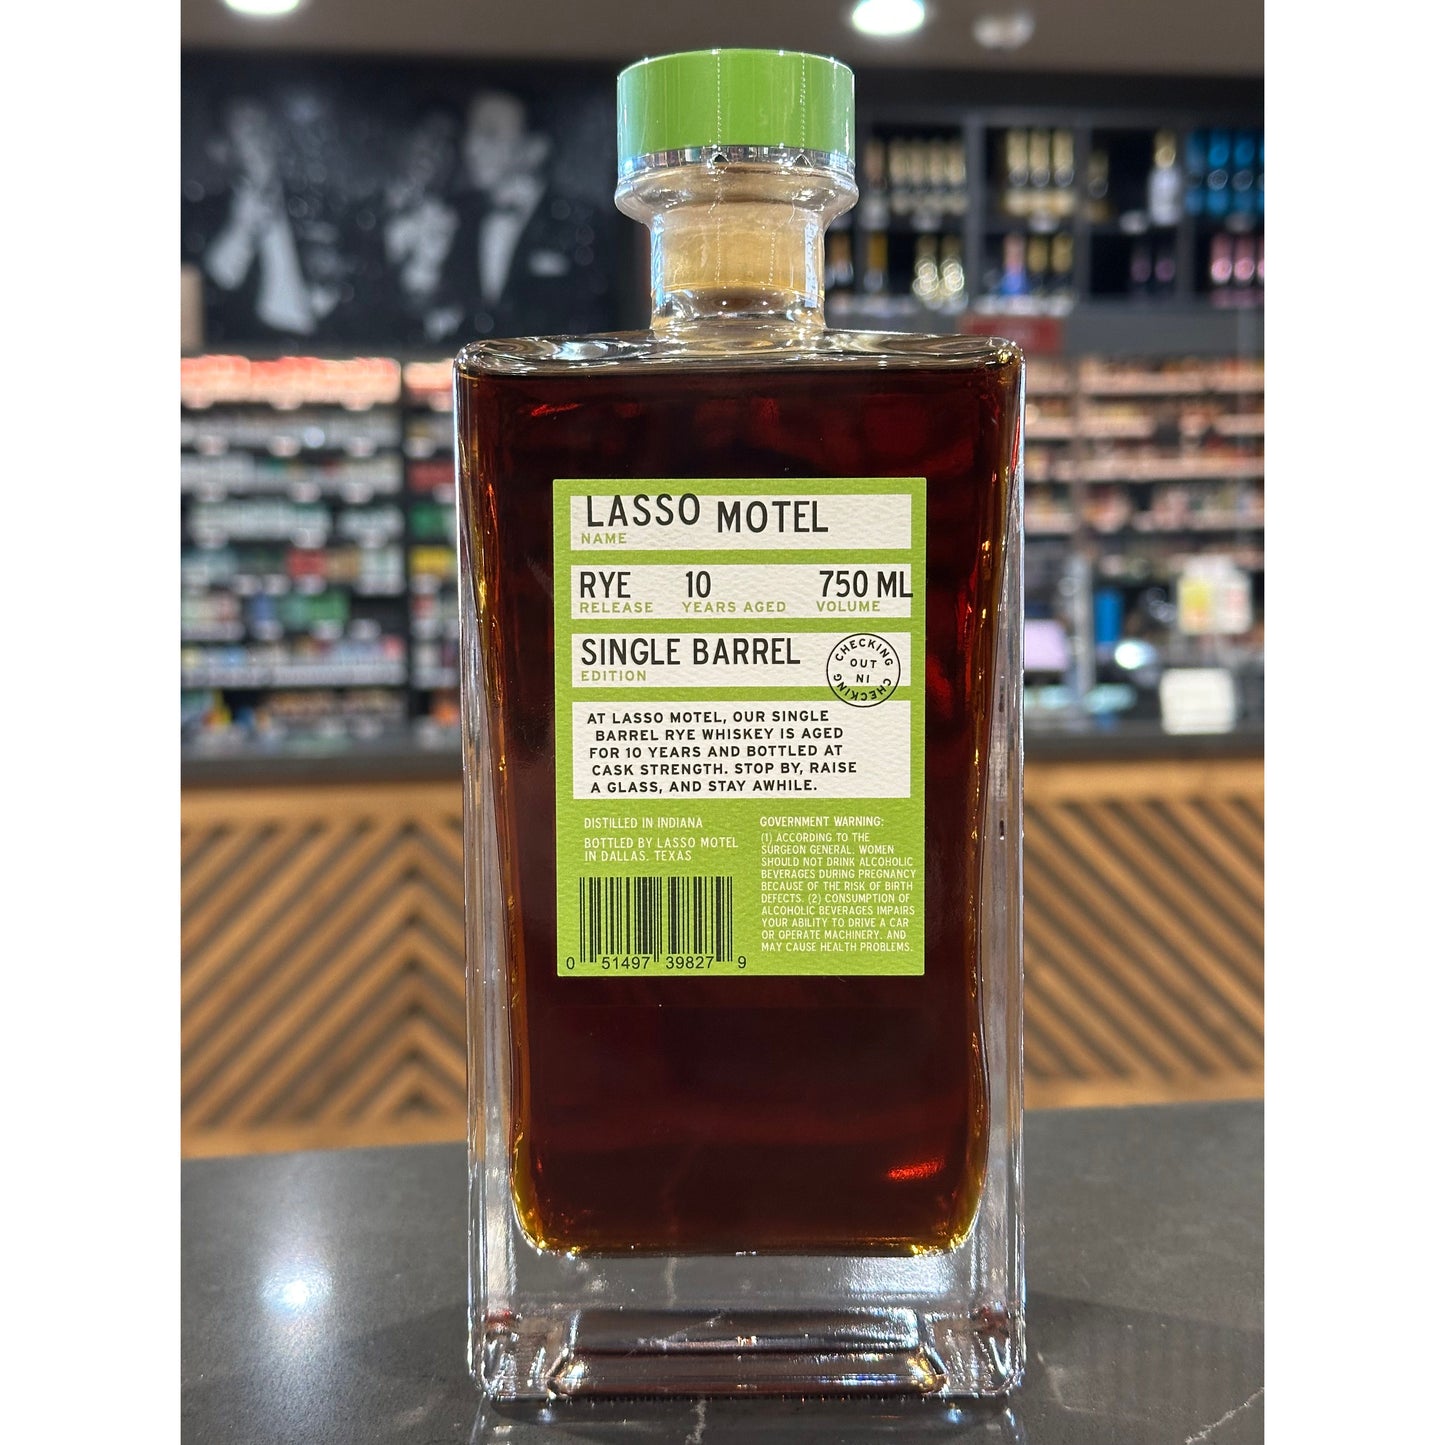 LASSO MOTEL
NAME
RYE 10 750 ML
RELEASE YEARS AGED VOLUME
SINGLE BARREL
EDITION
CHECKING OUT
CHECKING IN
AT LASSO MOTEL, OUR SINGLE
BARREL RYE WHISKEY IS AGED
FOR 10 YEARS AND BOTTLED AT
CASK STRENGTH. STOP BY, RAISE
A GLASS, AND STAY AWHILE.
DISTILLED IN INDIANA
BOTTLED BY LASSO MOTEL
IN DALLAS, TEXAS
GOVERNMENT WARNING:
(1) ACCORDING TO THE
SURGEON GENERAL, WOMEN
SHOULD NOT DRINK ALCOHOLIC
BEVERAGES DURING PREGNANCY
BECAUSE OF THE RISK OF BIRTH
DEFECTS. (2) CONSUMPTION OF
ALCOHOLIC BEVERAGES IMPAIRS
YOUR ABILITY TO DRIVE A CAR
OR OPERATE MACHINERY, AND
MAY CAUSE HEALTH PROBLEMS.
0 51497 39827 9